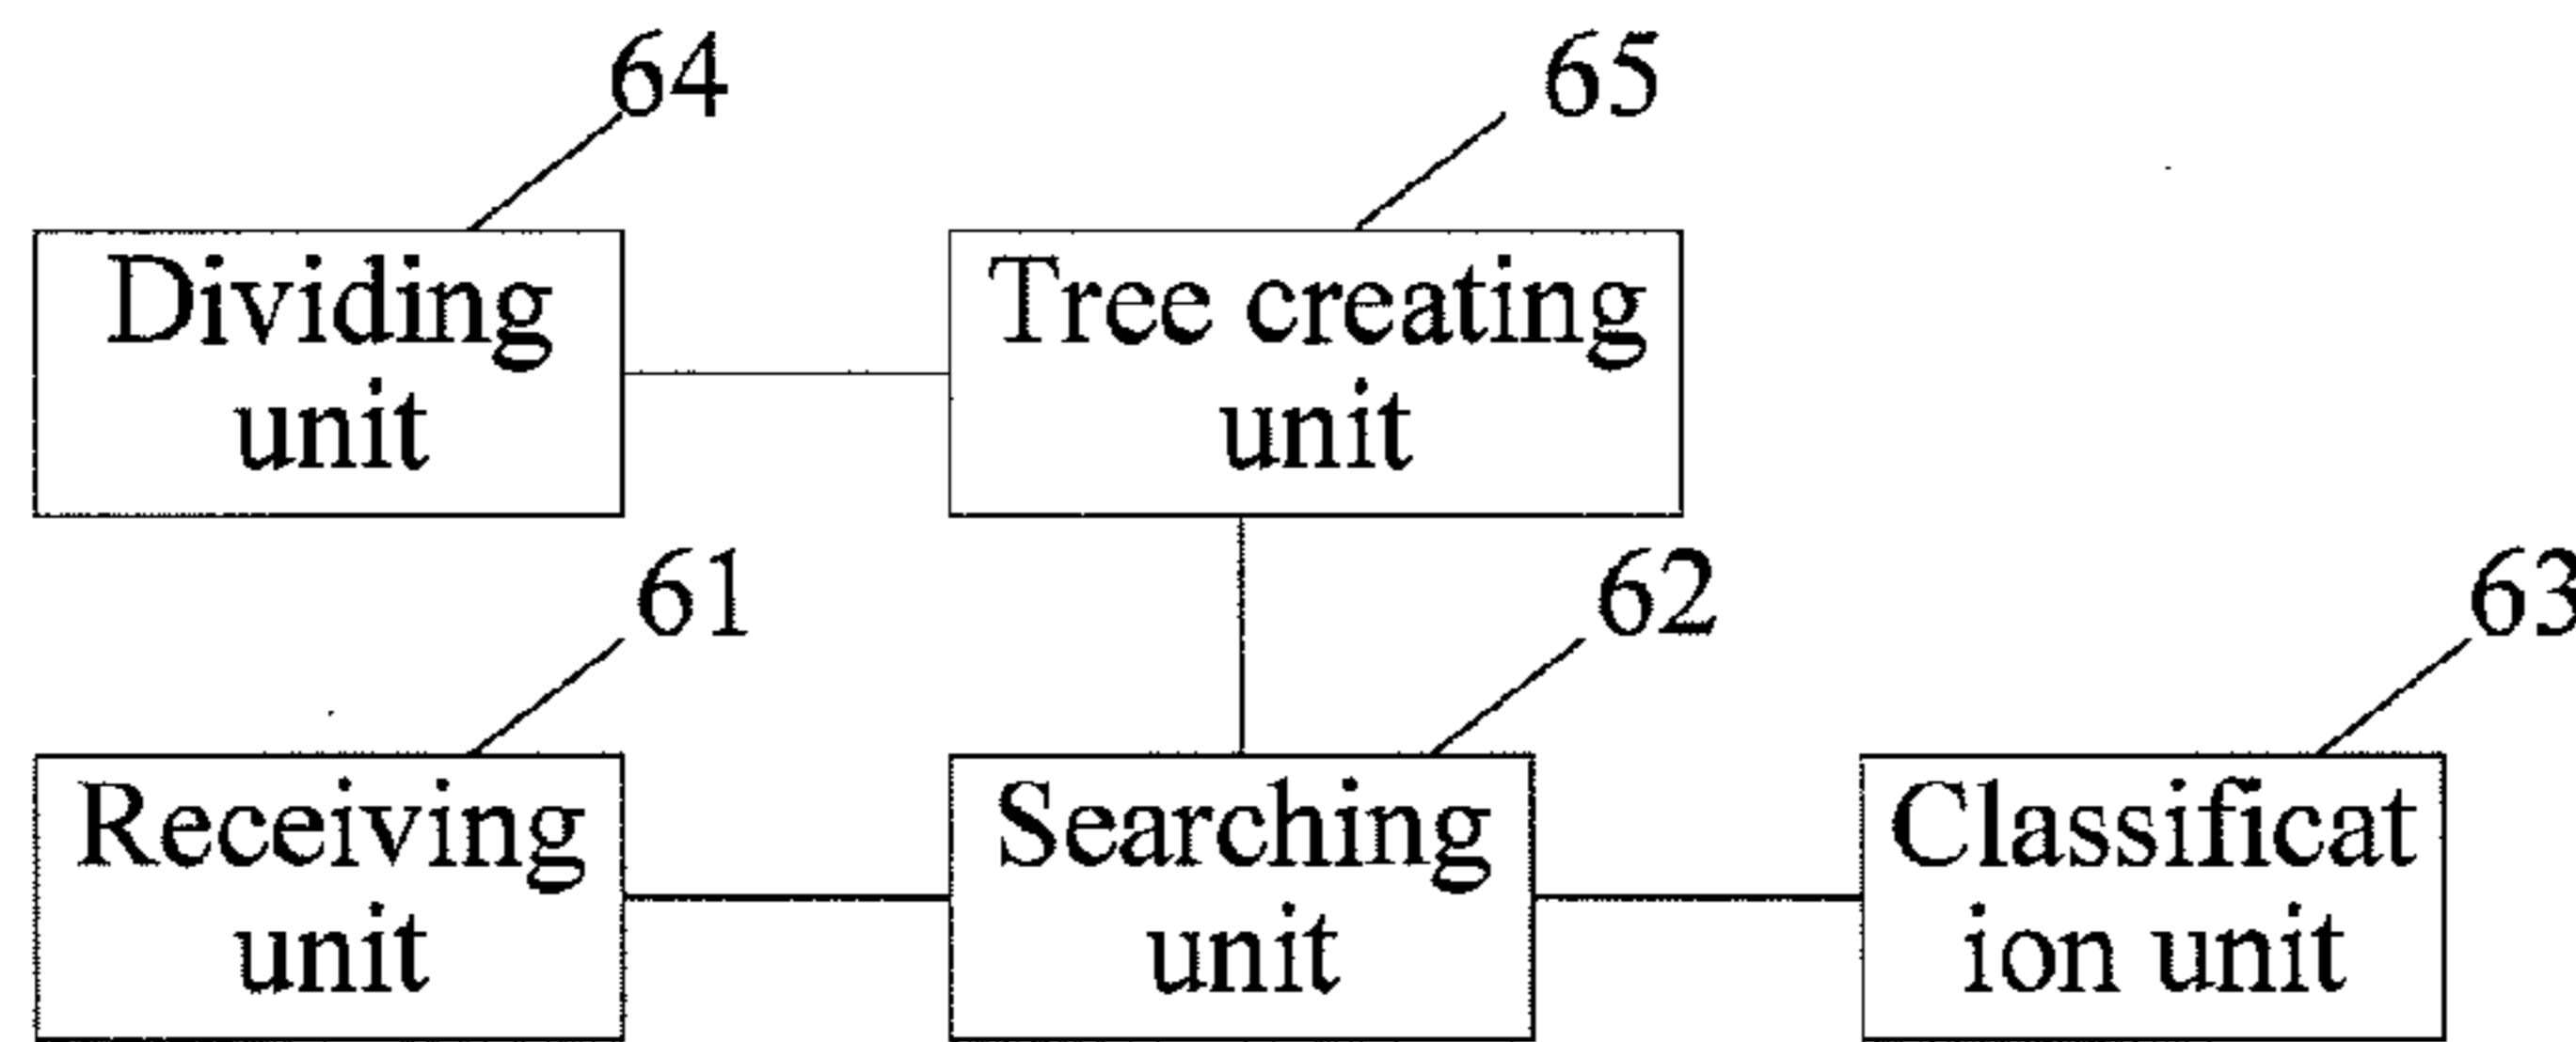 64
65
Dividing
unit
Tree creating
unit
61
62
63
Receiving
unit
Searching
unit
Classificat
ion unit